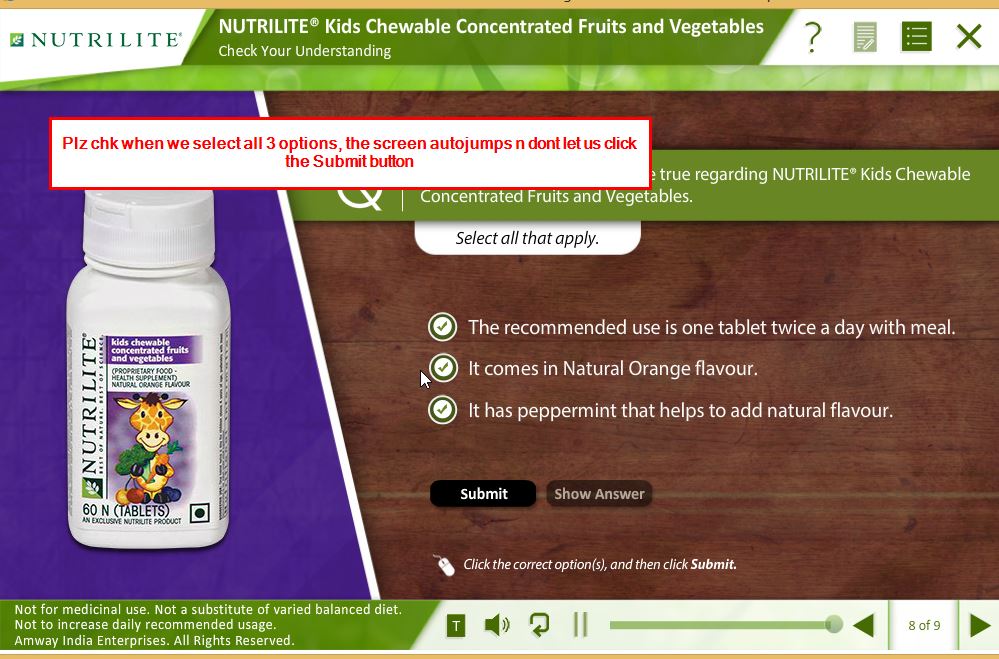 NUTRILITE®
NUTRILITE® Kids Chewable Concentrated Fruits and Vegetables
Check Your Understanding
?
Plz chk when we select all 3 options, the screen autojumps n dont let us click
the Submit button
Q
true regarding NUTRILITE® Kids Chewable
Concentrated Fruits and Vegetables.
Select all that apply.
The recommended use is one tablet twice a day with meal.
It comes in Natural Orange flavour.
It has peppermint that helps to add natural flavour.
Submit
Show Answer
Click the correct option(s), and then click Submit.
NUTRILITE®
BEST OF NATURE. BEST OF SCIENCE.
kids chewable
concentrated fruits
and vegetables
(PROPRIETARY FOOD -
HEALTH SUPPLEMENT)
NATURAL ORANGE FLAVOUR
60 N (TABLETS)
AN EXCLUSIVE NUTRILITE PRODUCT
Not for medicinal use. Not a substitute of varied balanced diet.
Not to increase daily recommended usage.
Amway India Enterprises. All Rights Reserved.
T
8 of 9